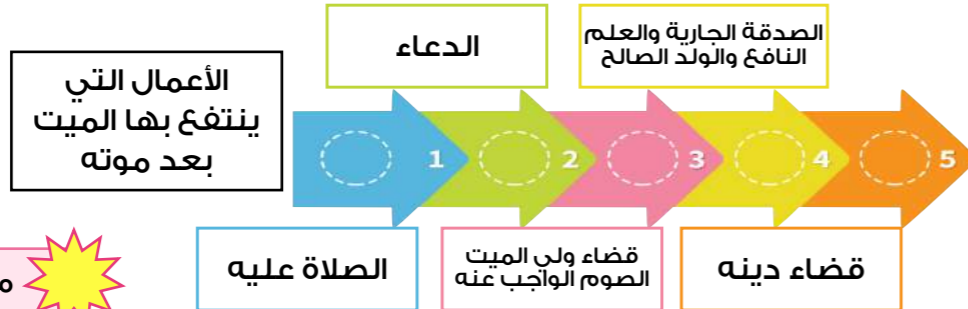 الأعمال التي
ينتفع بها الميت
بعد موته
1
الصلاة عليه
2
الدعاء
3
قضاء ولي الميت
الصوم الواجب عنه
4
الصدقة الجارية والعلم
النافع والولد الصالح
5
قضاء دينه